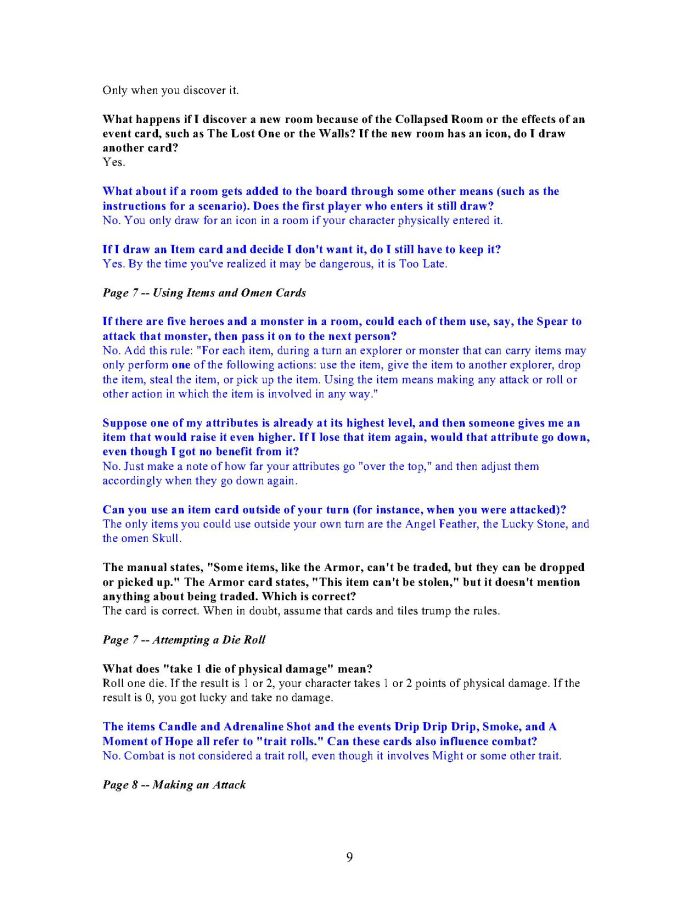 Only when you discover it.
What happens if I discover a new room because of the Collapsed Room or the effects of an
event card, such as The Lost One or the Walls? If the new room has an icon, do I draw
another card?
Yes.
What about if a room gets added to the board through some other means (such as the
instructions for a scenario). Does the first player who enters it still draw?
No. You only draw for an icon in a room if your character physically entered it.
If I draw an Item card and decide I don't want it, do I still have to keep it?
Yes. By the time you've realized it may be dangerous, it is Too Late.
Page 7 -- Using Items and Omen Cards
If there are five heroes and a monster in a room, could each of them use, say, the Spear to
attack that monster, then pass it on to the next person?
No. Add this rule: "For each item, during a turn an explorer or monster that can carry items may
only perform one of the following actions: use the item, give the item to another explorer, drop
the item, steal the item, or pick up the item. Using the item means making any attack or roll or
other action in which the item is involved in any way."
Suppose one of my attributes is already at its highest level, and then someone gives me an
item that would raise it even higher. If I lose that item again, would that attribute go down,
even though I got no benefit from it?
No. Just make a note of how far your attributes go "over the top," and then adjust them
accordingly when they go down again.
Can you use an item card outside of your turn (for instance, when you were attacked)?
The only items you could use outside your own turn are the Angel Feather, the Lucky Stone, and
the omen Skull.
The manual states, "Some items, like the Armor, can't be traded, but they can be dropped
or picked up." The Armor card states, "This item can't be stolen," but it doesn't mention
anything about being traded. Which is correct?
The card is correct. When in doubt, assume that cards and tiles trump the rules.
Page 7 -- Attempting a Die Roll
What does "take 1 die of physical damage" mean?
Roll one die. If the result is 1 or 2, your character takes 1 or 2 points of physical damage. If the
result is 0, you got lucky and take no damage.
The items Candle and Adrenaline Shot and the events Drip Drip Drip, Smoke, and A
Moment of Hope all refer to "trait rolls." Can these cards also influence combat?
No. Combat is not considered a trait roll, even though it involves Might or some other trait.
Page 8 -- Making an Attack
9